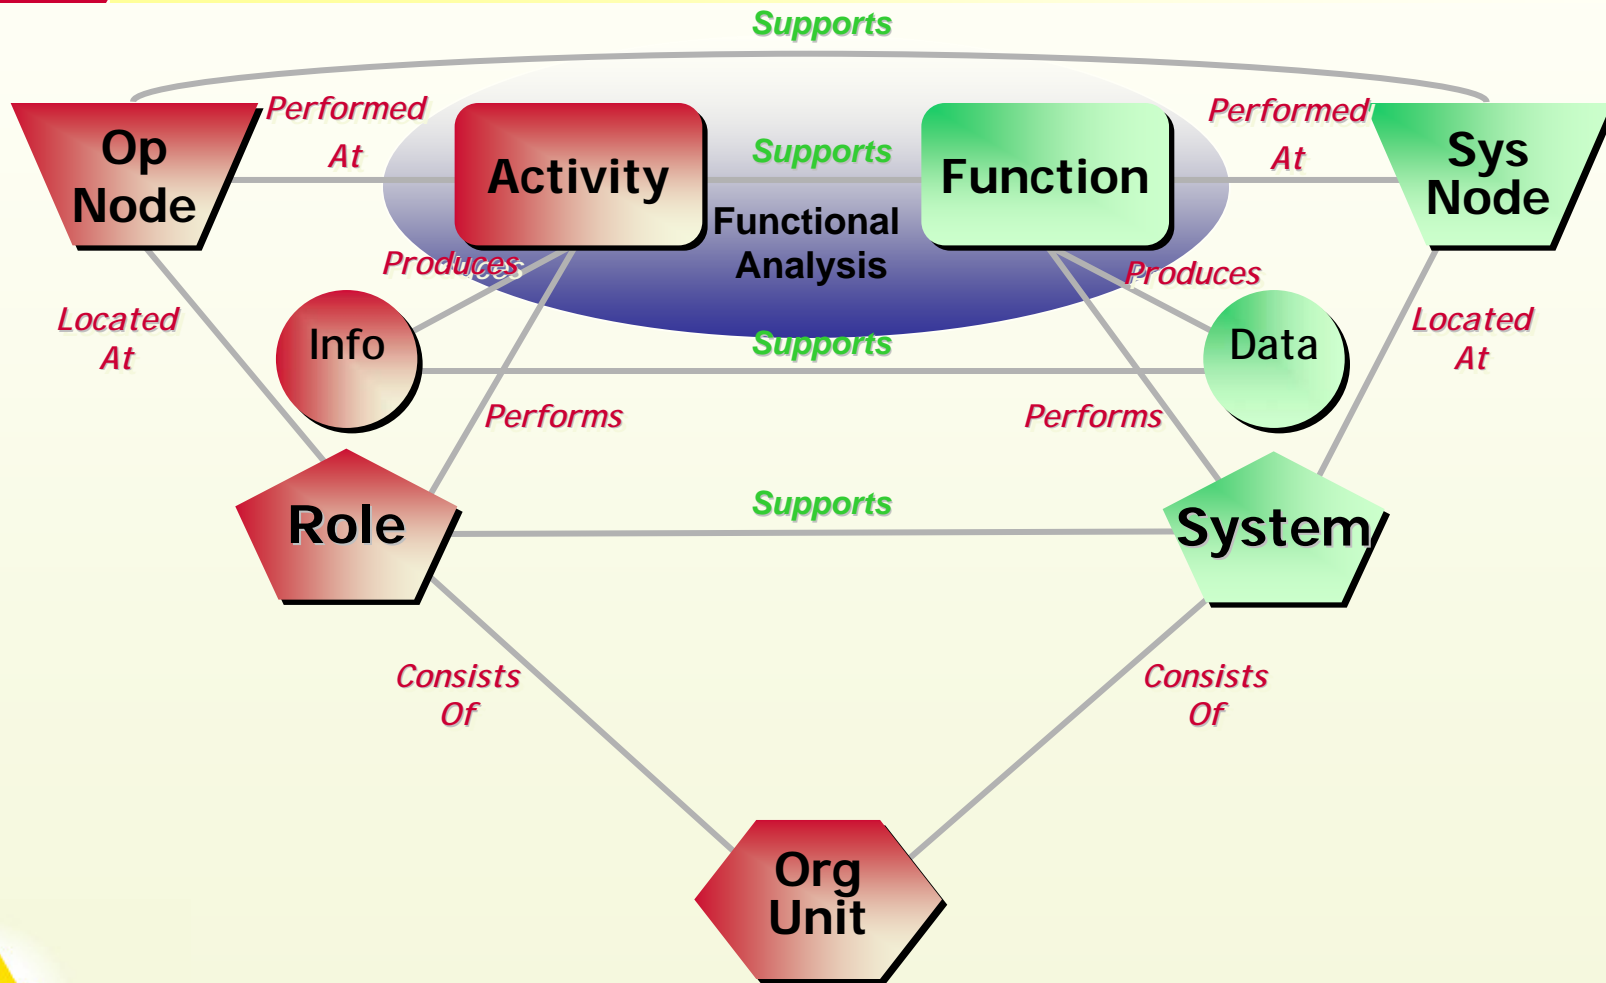 Supports
Performed
At
Performed
At
Op
Node
Activity
Supports
Function
Sys
Node
Functional
Analysis
Produces
Produces
Located
At
Info
Supports
Data
Located
At
Performs
Performs
Role
Supports
System
Consists
Of
Consists
Of
Org
Unit